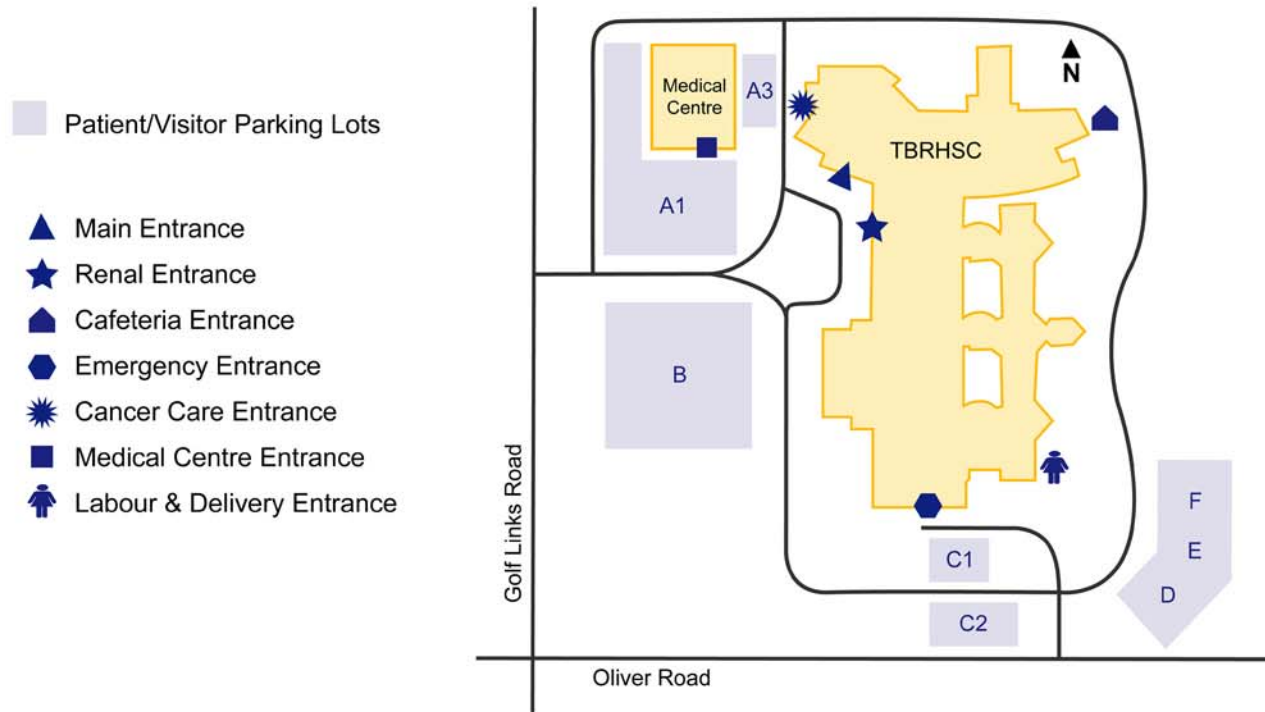 Patient/Visitor Parking Lots
Main Entrance
Renal Entrance
Cafeteria Entrance
Emergency Entrance
Cancer Care Entrance
Medical Centre Entrance
Labour & Delivery Entrance
N
Medical
Centre
A3
TBRHSC
A1
B
F
E
D
C1
C2
Golf Links Road
Oliver Road